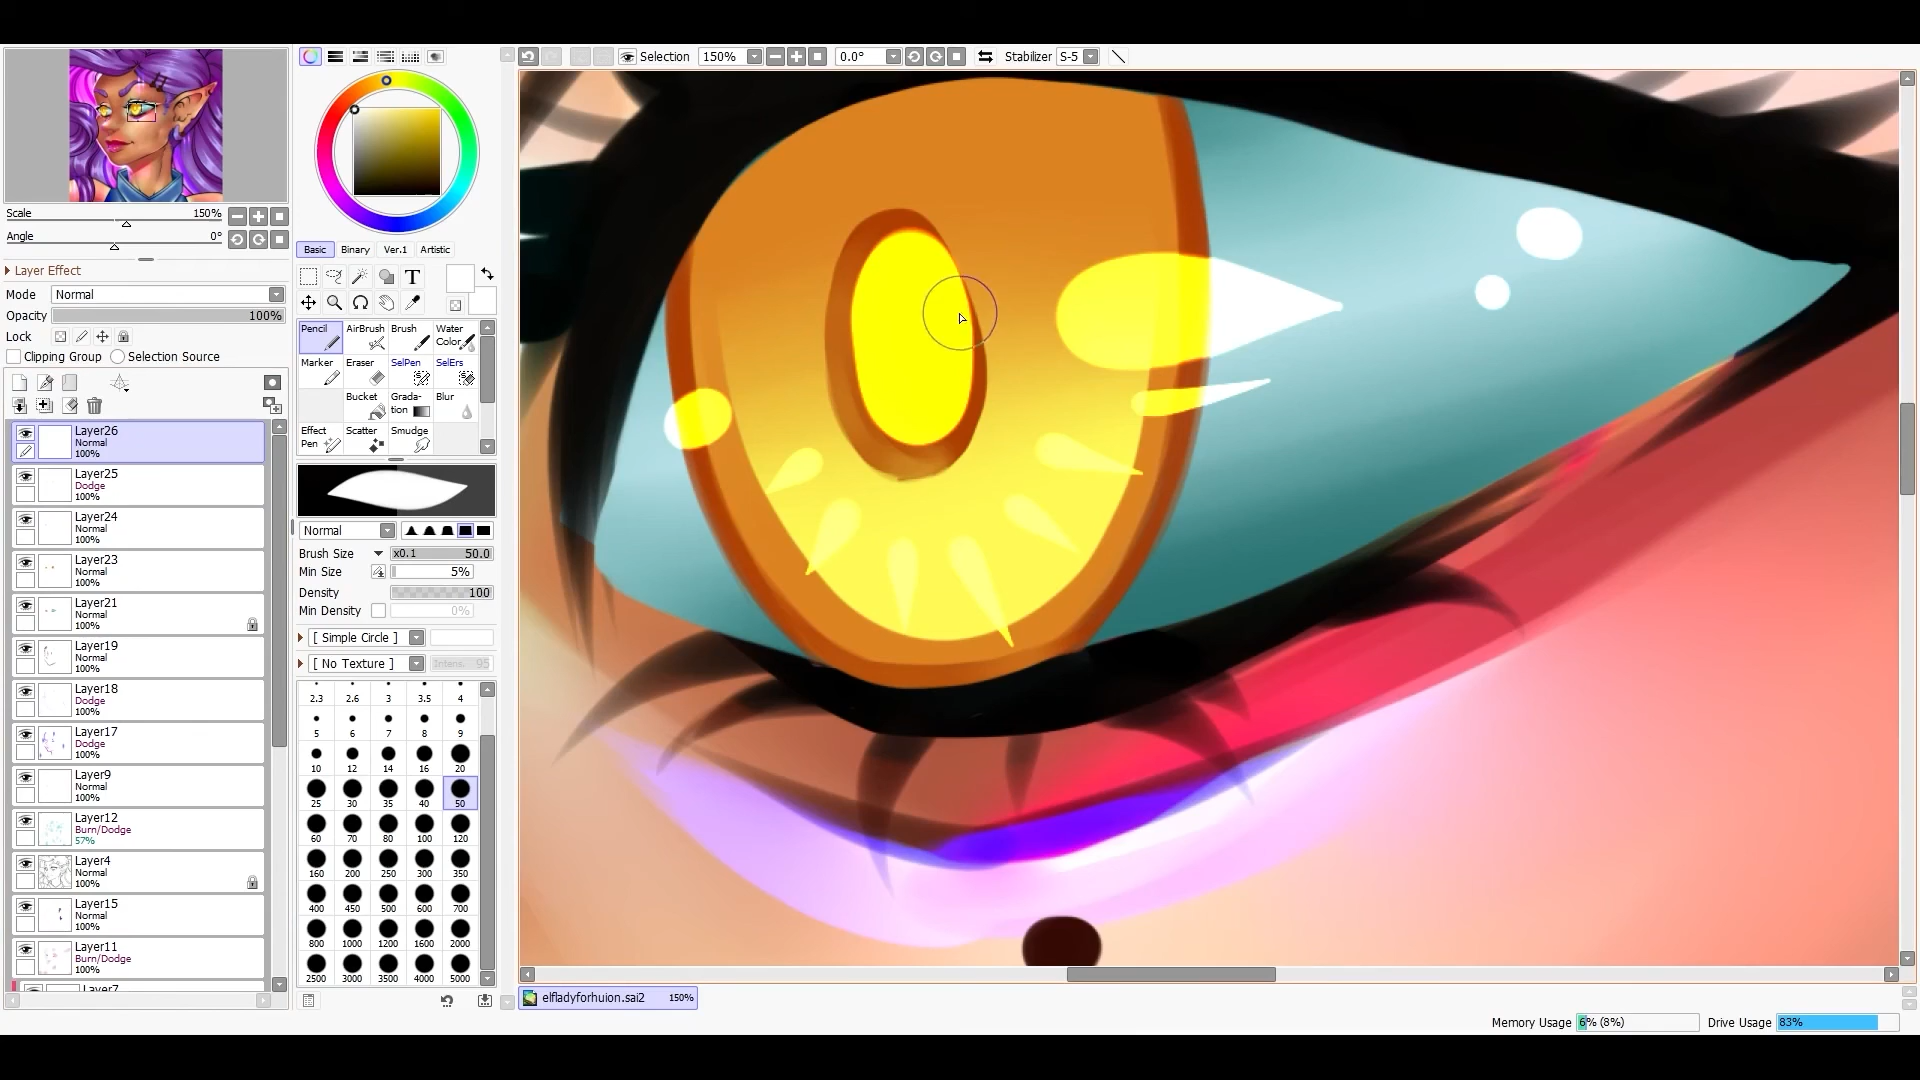 Selection 150% 0.0° Stabilizer S-5
Scale 150%
Angle 0°
Layer Effect
Mode Normal
Opacity 100%
Lock
Clipping Group Selection Source
Layer26
Normal
100%
Layer25
Dodge
100%
Layer24
Normal
100%
Layer23
Normal
100%
Layer21
Normal
100%
Layer19
Normal
100%
Layer18
Dodge
100%
Layer17
Dodge
100%
Layer9
Normal
100%
Layer12
Burn/Dodge
57%
Layer4
Normal
100%
Layer15
Normal
100%
Layer11
Burn/Dodge
100%
Layer7
Basic Binary Ver.1 Artistic
T
Pencil AirBrush Brush Water Color
Marker Eraser SelPen SelErs
Bucket Grada-tion Blur
Effect Pen Scatter Smudge
Normal
Brush Size x0.1 50.0
Min Size 5%
Density 100
Min Density 0%
[ Simple Circle ]
[ No Texture ] Intens. 95
2.3 2.6 3 3.5 4
5 6 7 8 9
10 12 14 16 20
25 30 35 40 50
60 70 80 100 120
160 200 250 300 350
400 450 500 600 700
800 1000 1200 1600 2000
2500 3000 3500 4000 5000
elfladyforhuion.sai2 150%
Memory Usage 6% (8%) Drive Usage 83%